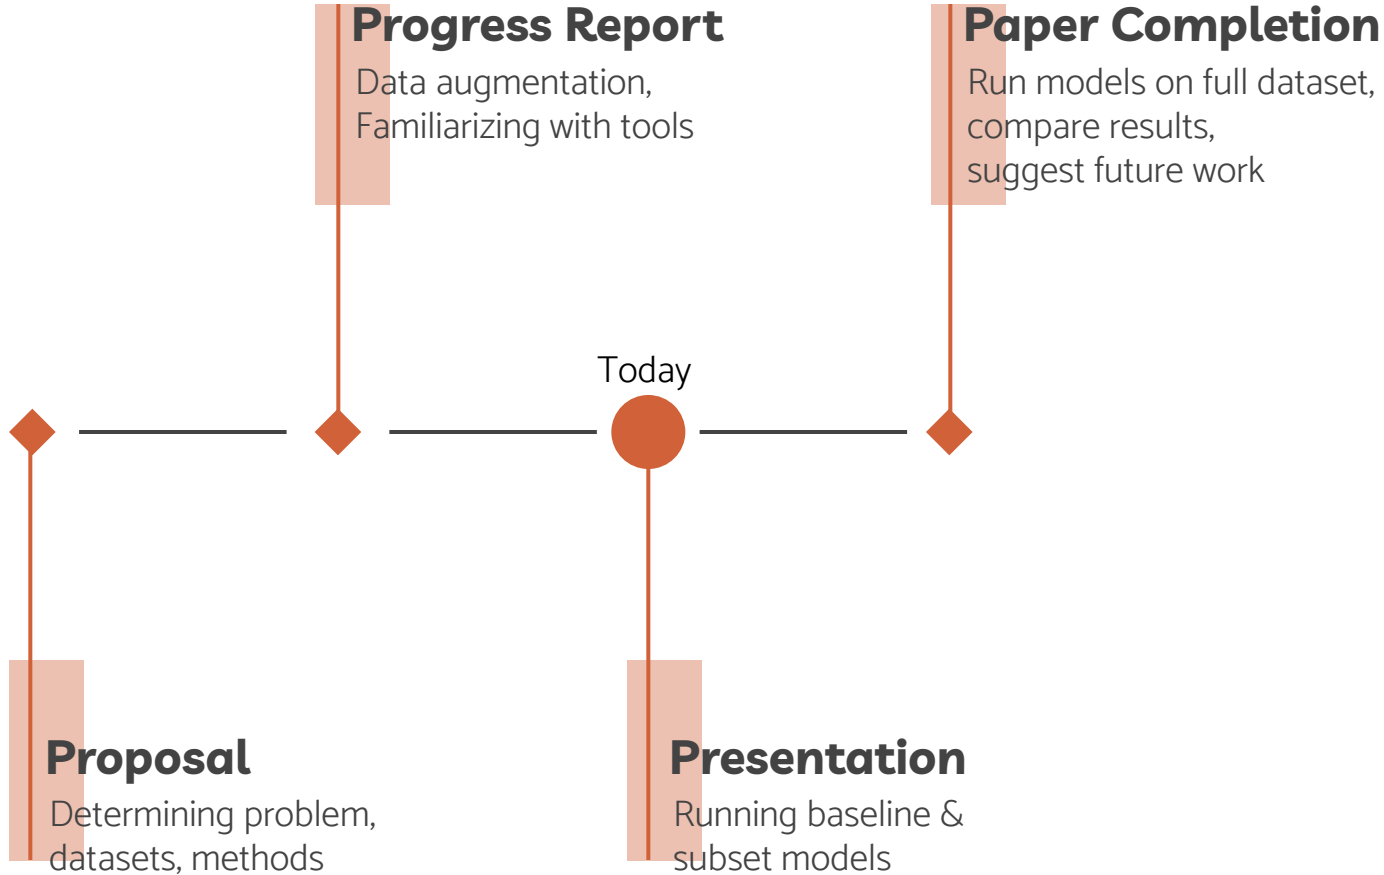 Progress Report
Data augmentation,
Familiarizing with tools
Paper Completion
Run models on full dataset,
compare results,
suggest future work
Today
Proposal
Determining problem,
datasets, methods
Presentation
Running baseline &
subset models